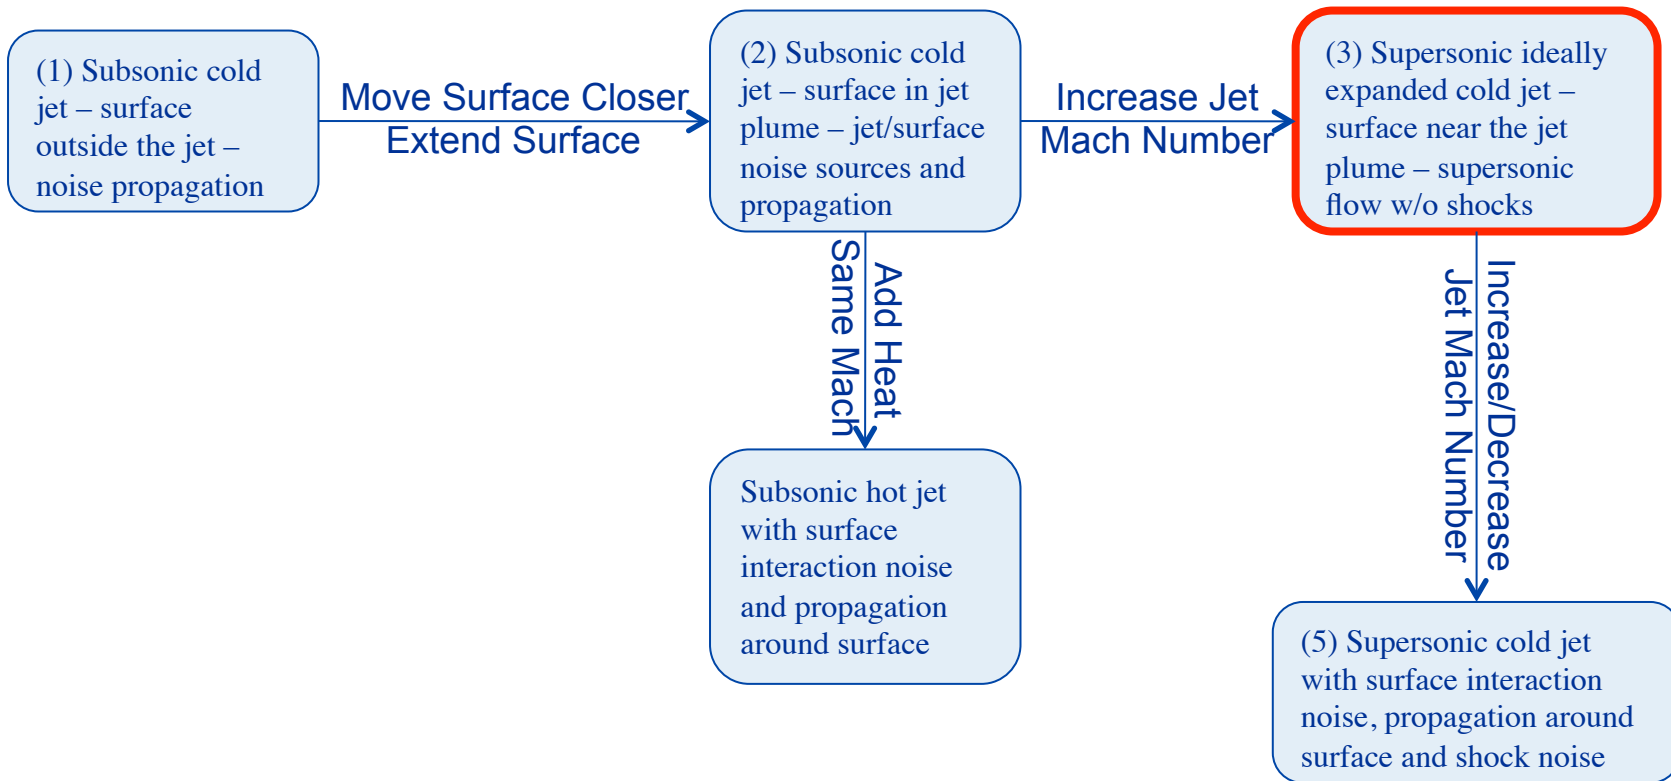 (1) Subsonic cold
jet – surface
outside the jet –
noise propagation
Move Surface Closer
Extend Surface
(2) Subsonic cold
jet – surface in jet
plume – jet/surface
noise sources and
propagation
Increase Jet
Mach Number
(3) Supersonic ideally
expanded cold jet –
surface near the jet
plume – supersonic
flow w/o shocks
Add Heat
Same Mach
Increase/Decrease
Jet Mach Number
Subsonic hot jet
with surface
interaction noise
and propagation
around surface
(5) Supersonic cold jet
with surface interaction
noise, propagation around
surface and shock noise